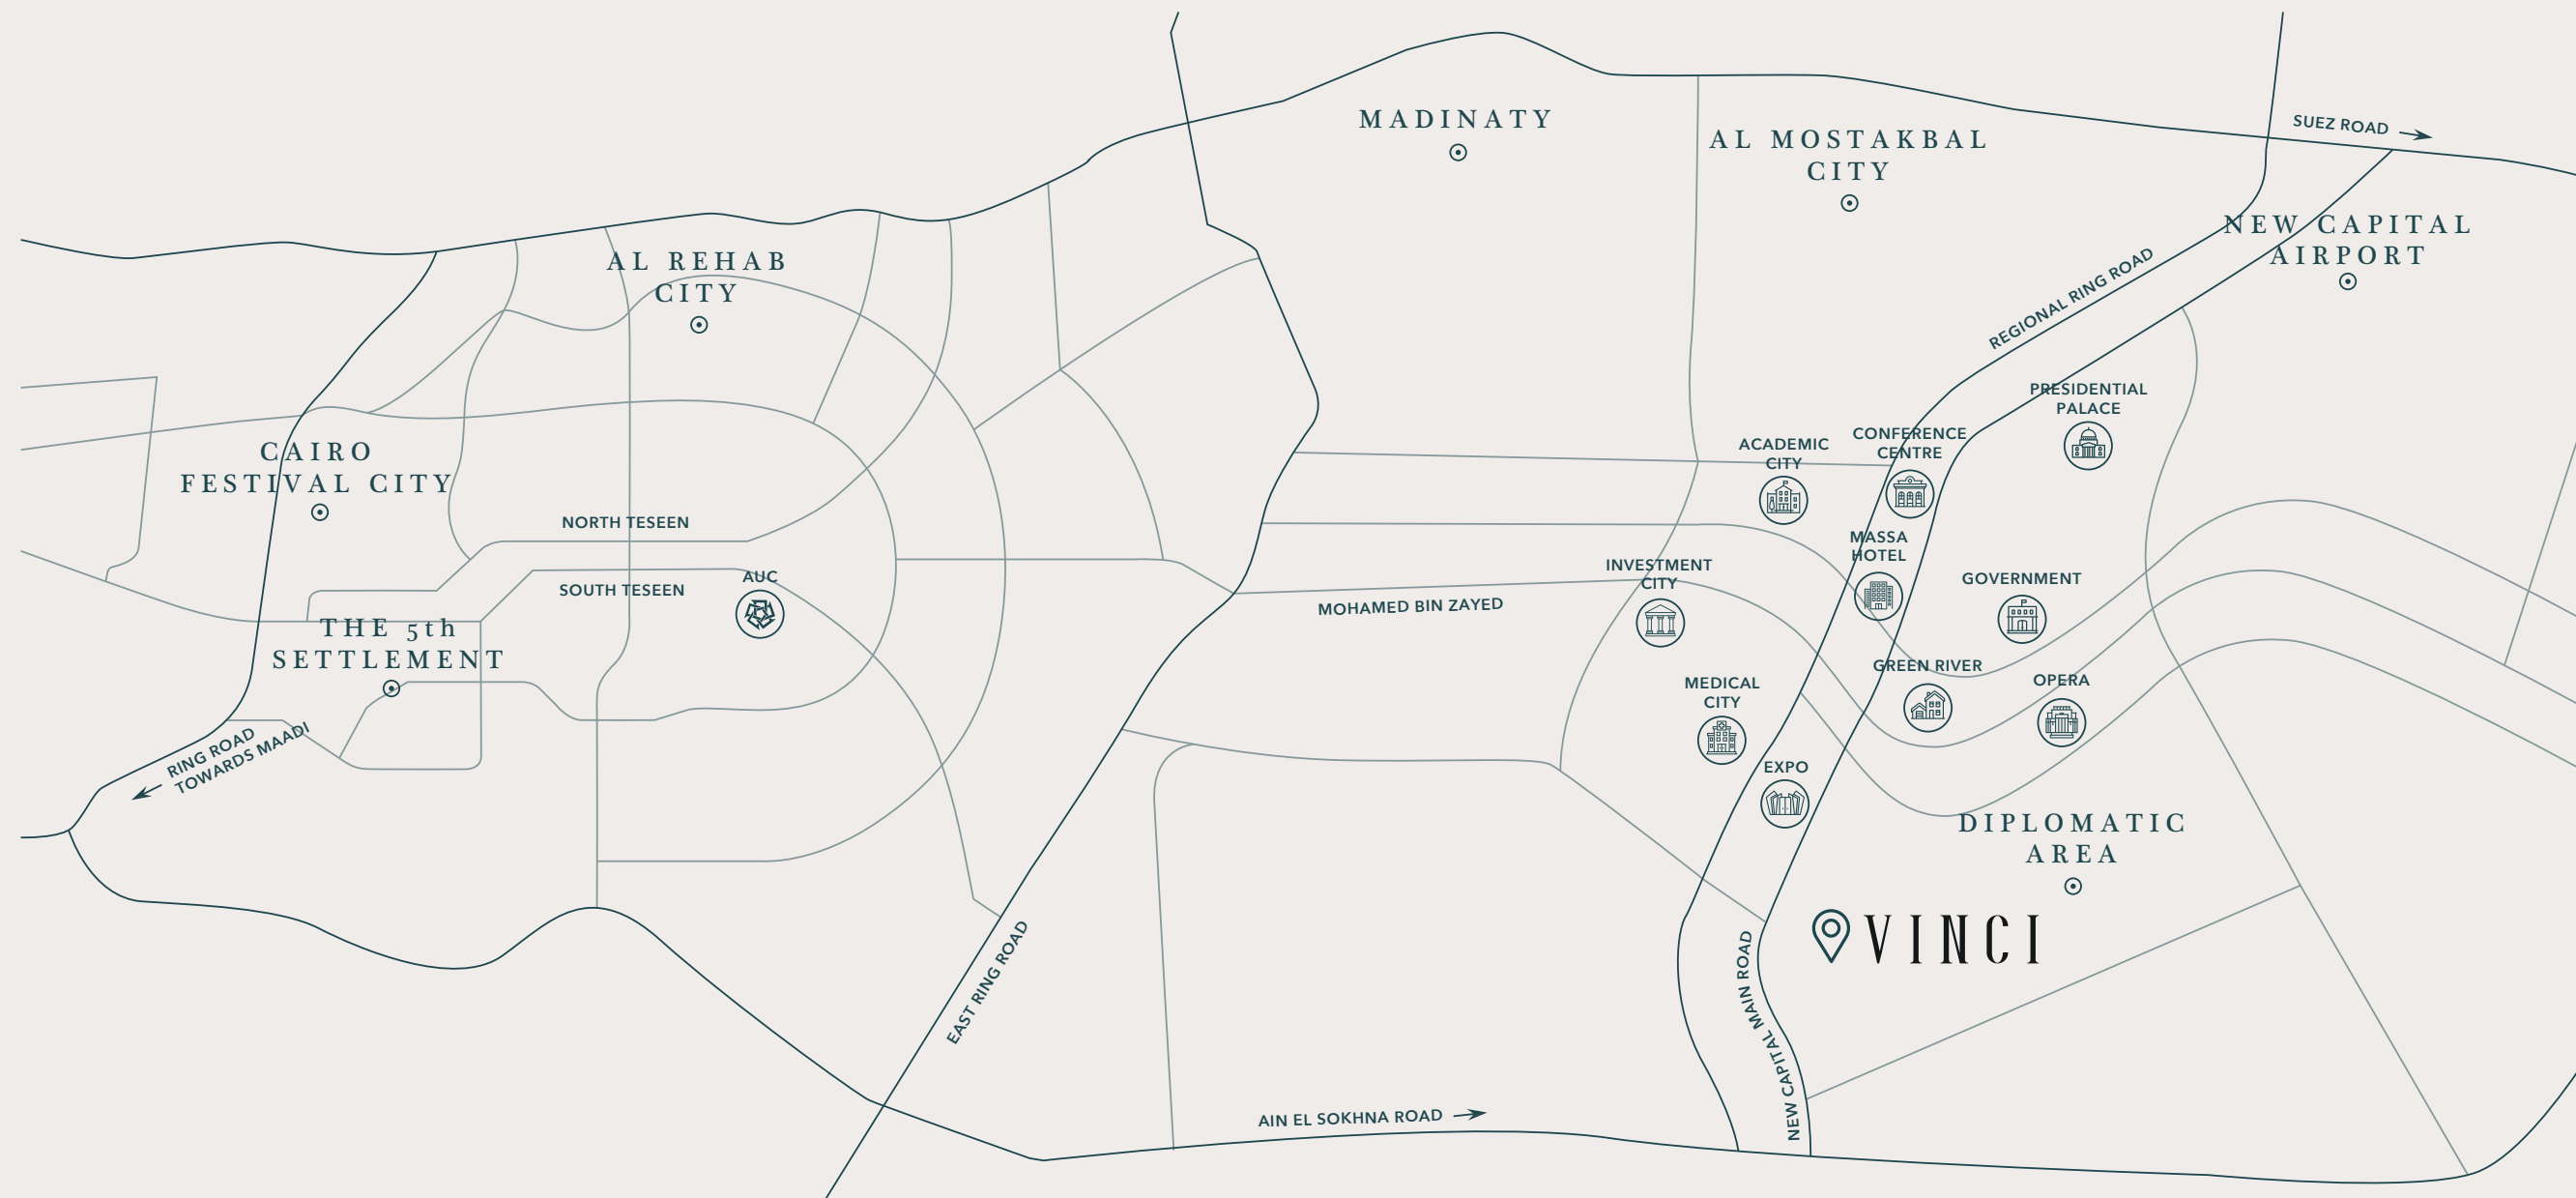 MADINATY
SUEZ ROAD
AL MOSTAKBAL
CITY
NEW CAPITAL
AIRPORT
AL REHAB
CITY
REGIONAL RING ROAD
PRESIDENTIAL
PALACE
CAIRO
FESTIVAL CITY
ACADEMIC
CITY
CONFERENCE
CENTRE
NORTH TESEEN
MASSA
HOTEL
SOUTH TESEEN
AUC
INVESTMENT
CITY
GOVERNMENT
MOHAMED BIN ZAYED
THE 5th
SETTLEMENT
GREEN RIVER
OPERA
MEDICAL
CITY
RING ROAD
TOWARDS MAADI
EXPO
DIPLOMATIC
AREA
VINCI
EAST RING ROAD
NEW CAPITAL MAIN ROAD
AIN EL SOKHNA ROAD